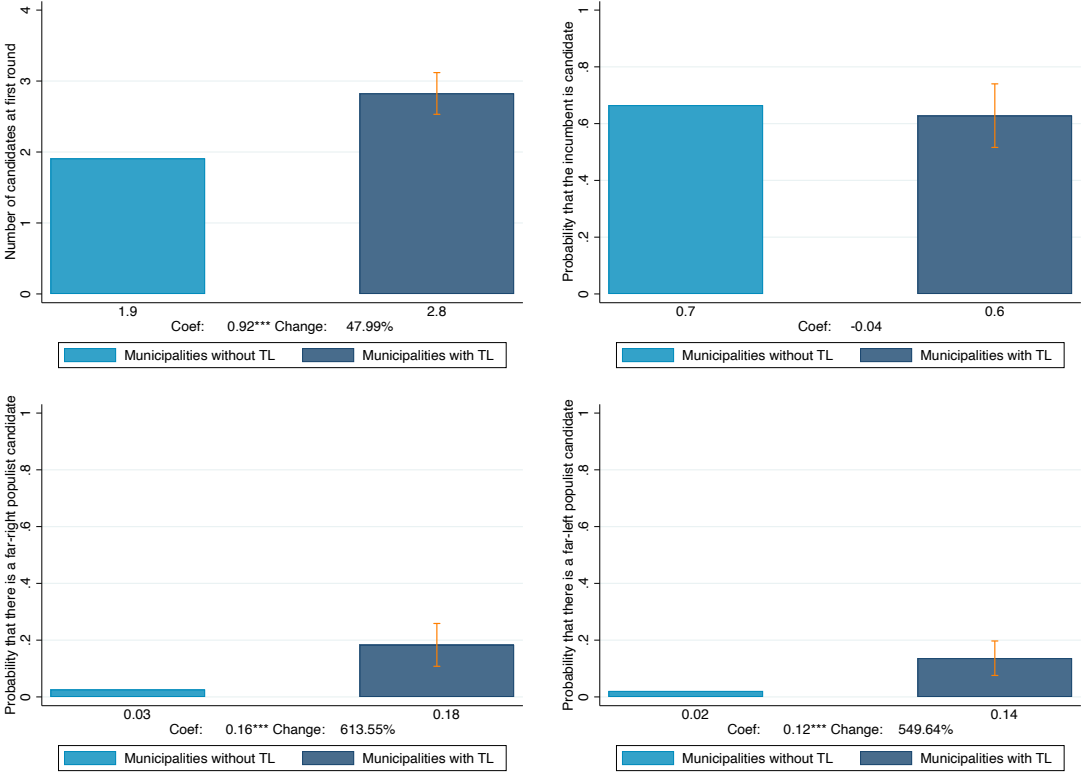 Number of candidates at first round
4
3
2
1
0
1.9
2.8
Coef: 0.92*** Change: 47.99%
Municipalities without TL
Municipalities with TL
Probability that the incumbent is candidate
1
.8
.6
.4
.2
0
0.7
0.6
Coef: -0.04
Municipalities without TL
Municipalities with TL
Probability that there is a far-right populist candidate
1
.8
.6
.4
.2
0
0.03
0.18
Coef: 0.16*** Change: 613.55%
Municipalities without TL
Municipalities with TL
Probability that there is a far-left populist candidate
1
.8
.6
.4
.2
0
0.02
0.14
Coef: 0.12*** Change: 549.64%
Municipalities without TL
Municipalities with TL